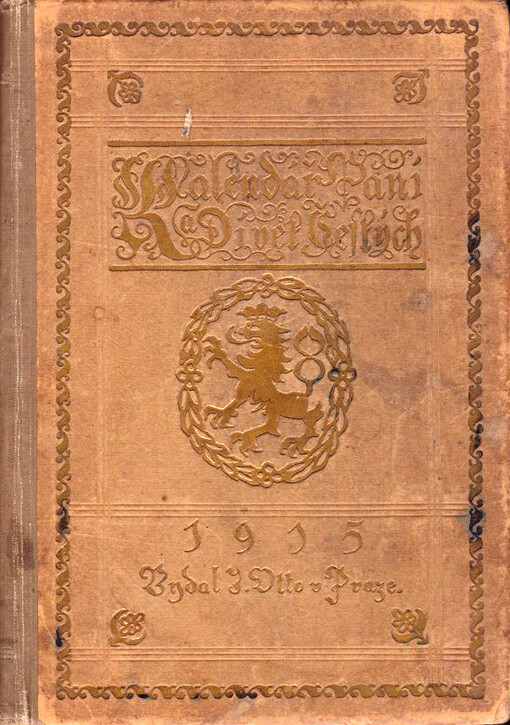 Kalendář Paní
a Dívek Českých
1915
Vydal J. Otto v Praze.